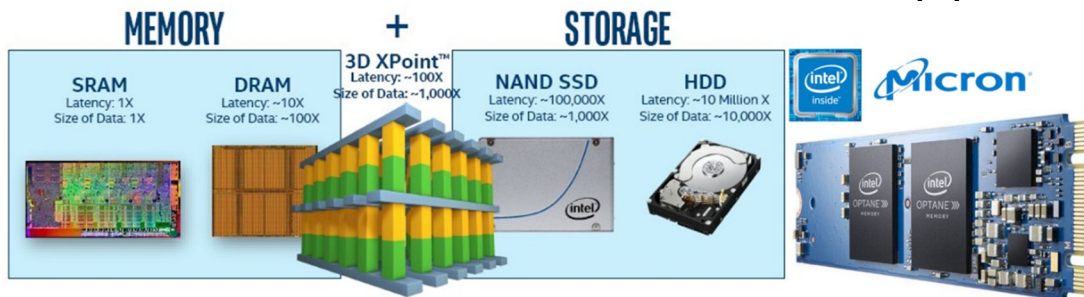 MEMORY
+
STORAGE
SRAM
Latency: 1X
Size of Data: 1X
DRAM
Latency: ~10X
Size of Data: ~100X
3D XPoint™
Latency: ~100X
Size of Data: ~1,000X
NAND SSD
Latency: ~100,000X
Size of Data: ~1,000X
HDD
Latency: ~10 Million X
Size of Data: ~10,000X
intel
intel
inside™
Micron®
intel
OPTANE
MEMORY
intel
OPTANE
MEMORY